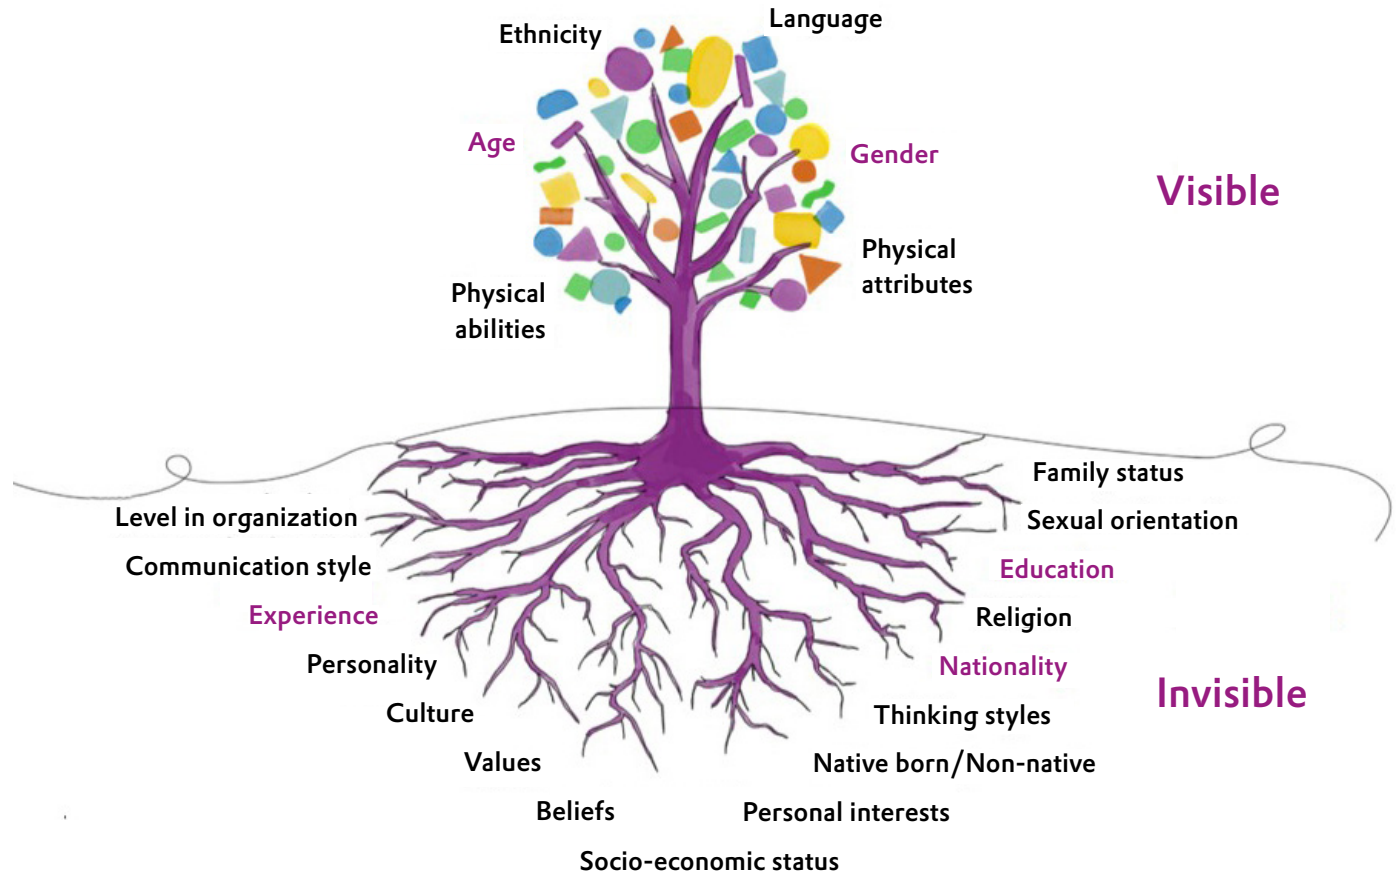 Language
Ethnicity
Age
Gender
Visible
Physical
attributes
Physical
abilities
Family status
Level in organization
Sexual orientation
Communication style
Education
Experience
Religion
Personality
Nationality
Invisible
Culture
Thinking styles
Values
Native born/Non-native
Beliefs
Personal interests
Socio-economic status